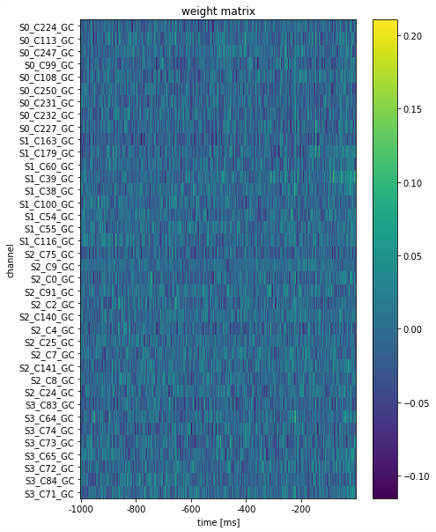 weight matrix
channel
S0_C224_GC
S0_C113_GC
S0_C247_GC
S0_C99_GC
S0_C108_GC
S0_C250_GC
S0_C231_GC
S0_C232_GC
S0_C227_GC
S1_C163_GC
S1_C179_GC
S1_C60_GC
S1_C39_GC
S1_C38_GC
S1_C100_GC
S1_C54_GC
S1_C55_GC
S1_C116_GC
S2_C75_GC
S2_C9_GC
S2_C0_GC
S2_C91_GC
S2_C2_GC
S2_C140_GC
S2_C4_GC
S2_C25_GC
S2_C7_GC
S2_C141_GC
S2_C8_GC
S2_C24_GC
S3_C83_GC
S3_C64_GC
S3_C74_GC
S3_C73_GC
S3_C65_GC
S3_C72_GC
S3_C84_GC
S3_C71_GC
-1000 -800 -600 -400 -200
time [ms]
0.20
0.15
0.10
0.05
0.00
−0.05
−0.10